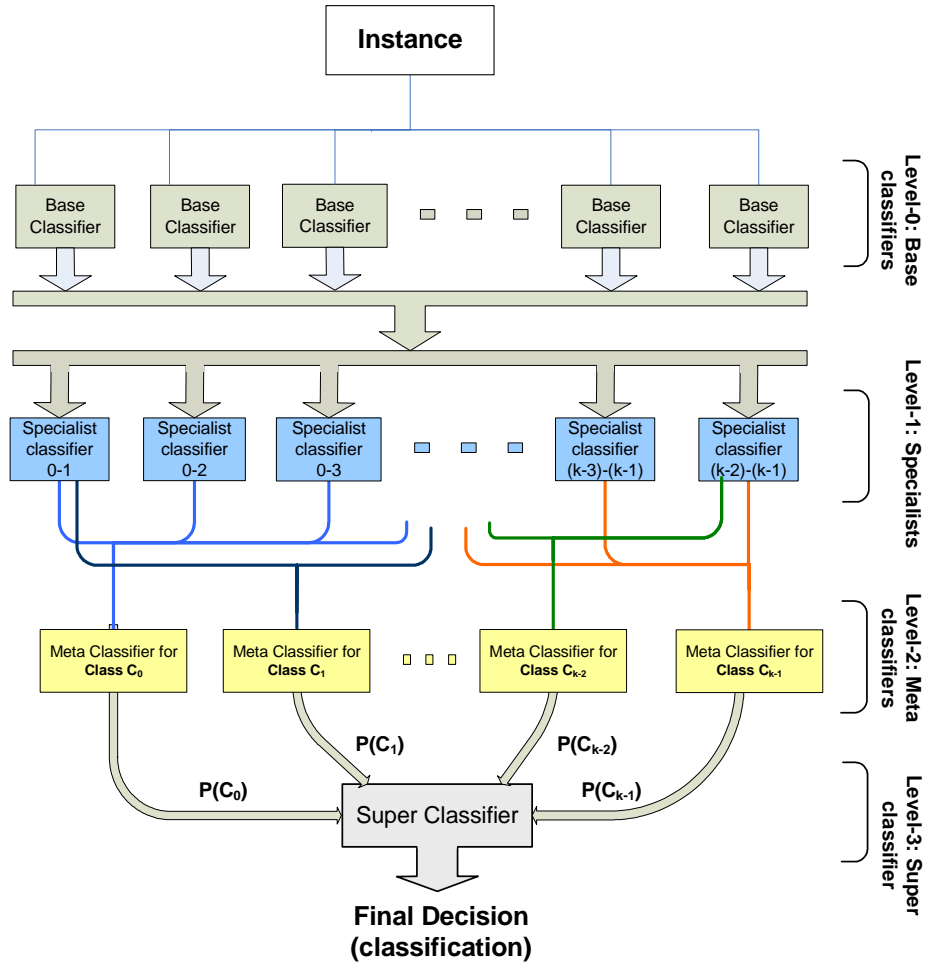 Instance
Base
Classifier
Base
Classifier
Base
Classifier
Base
Classifier
Base
Classifier
Level-0: Base
classifiers
Specialist
classifier
0-1
Specialist
classifier
0-2
Specialist
classifier
0-3
Specialist
classifier
(k-3)-(k-1)
Specialist
classifier
(k-2)-(k-1)
Level-1: Specialists
Meta Classifier for
Class C₀
Meta Classifier for
Class C₁
Meta Classifier for
Class Cₖ₋₂
Meta Classifier for
Class Cₖ₋₁
Level-2: Meta
classifiers
P(C₀)
P(C₁)
P(Cₖ₋₂)
P(Cₖ₋₁)
Super Classifier
Level-3: Super
classifier
Final Decision
(classification)